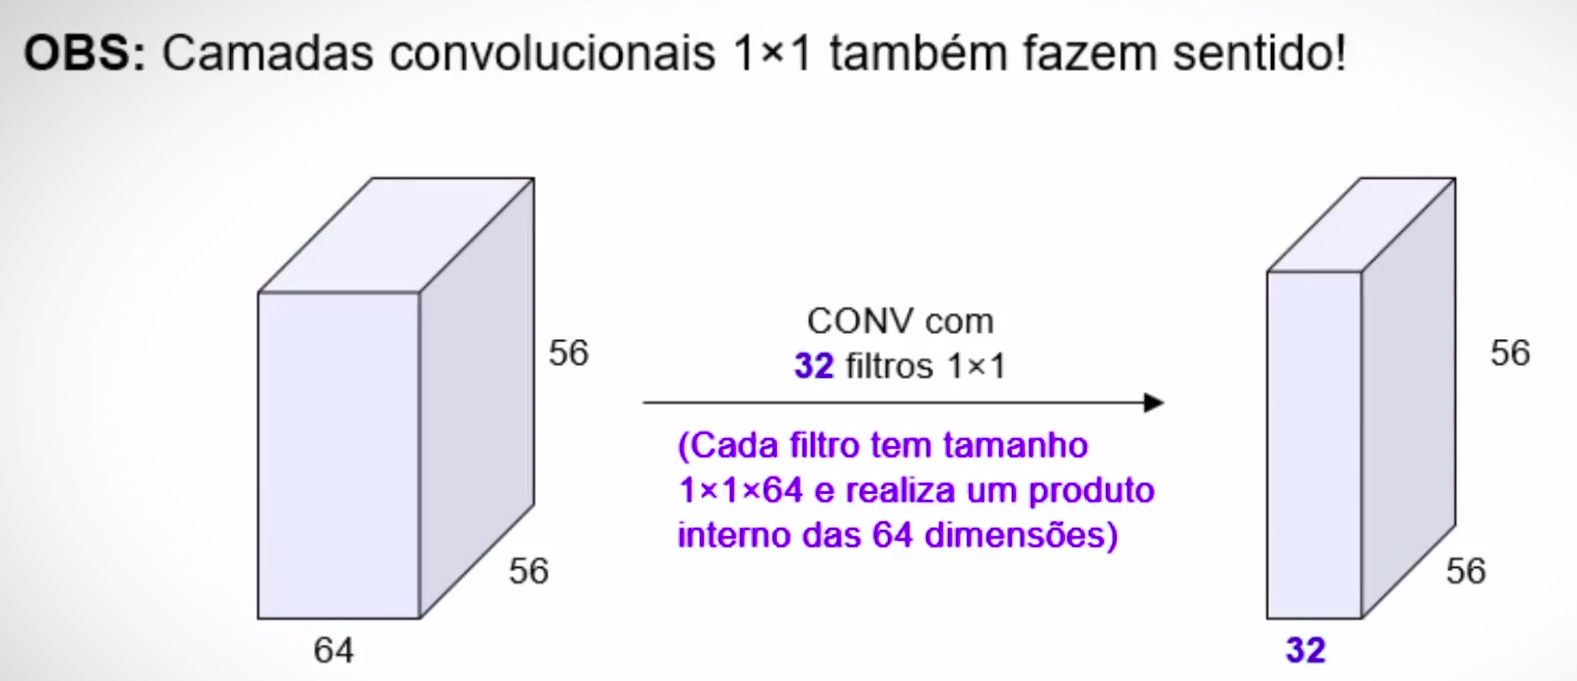 OBS: Camadas convolucionais 1×1 também fazem sentido!
CONV com
32 filtros 1×1
(Cada filtro tem tamanho
1×1×64 e realiza um produto
interno das 64 dimensões)
56
56
64
56
56
32